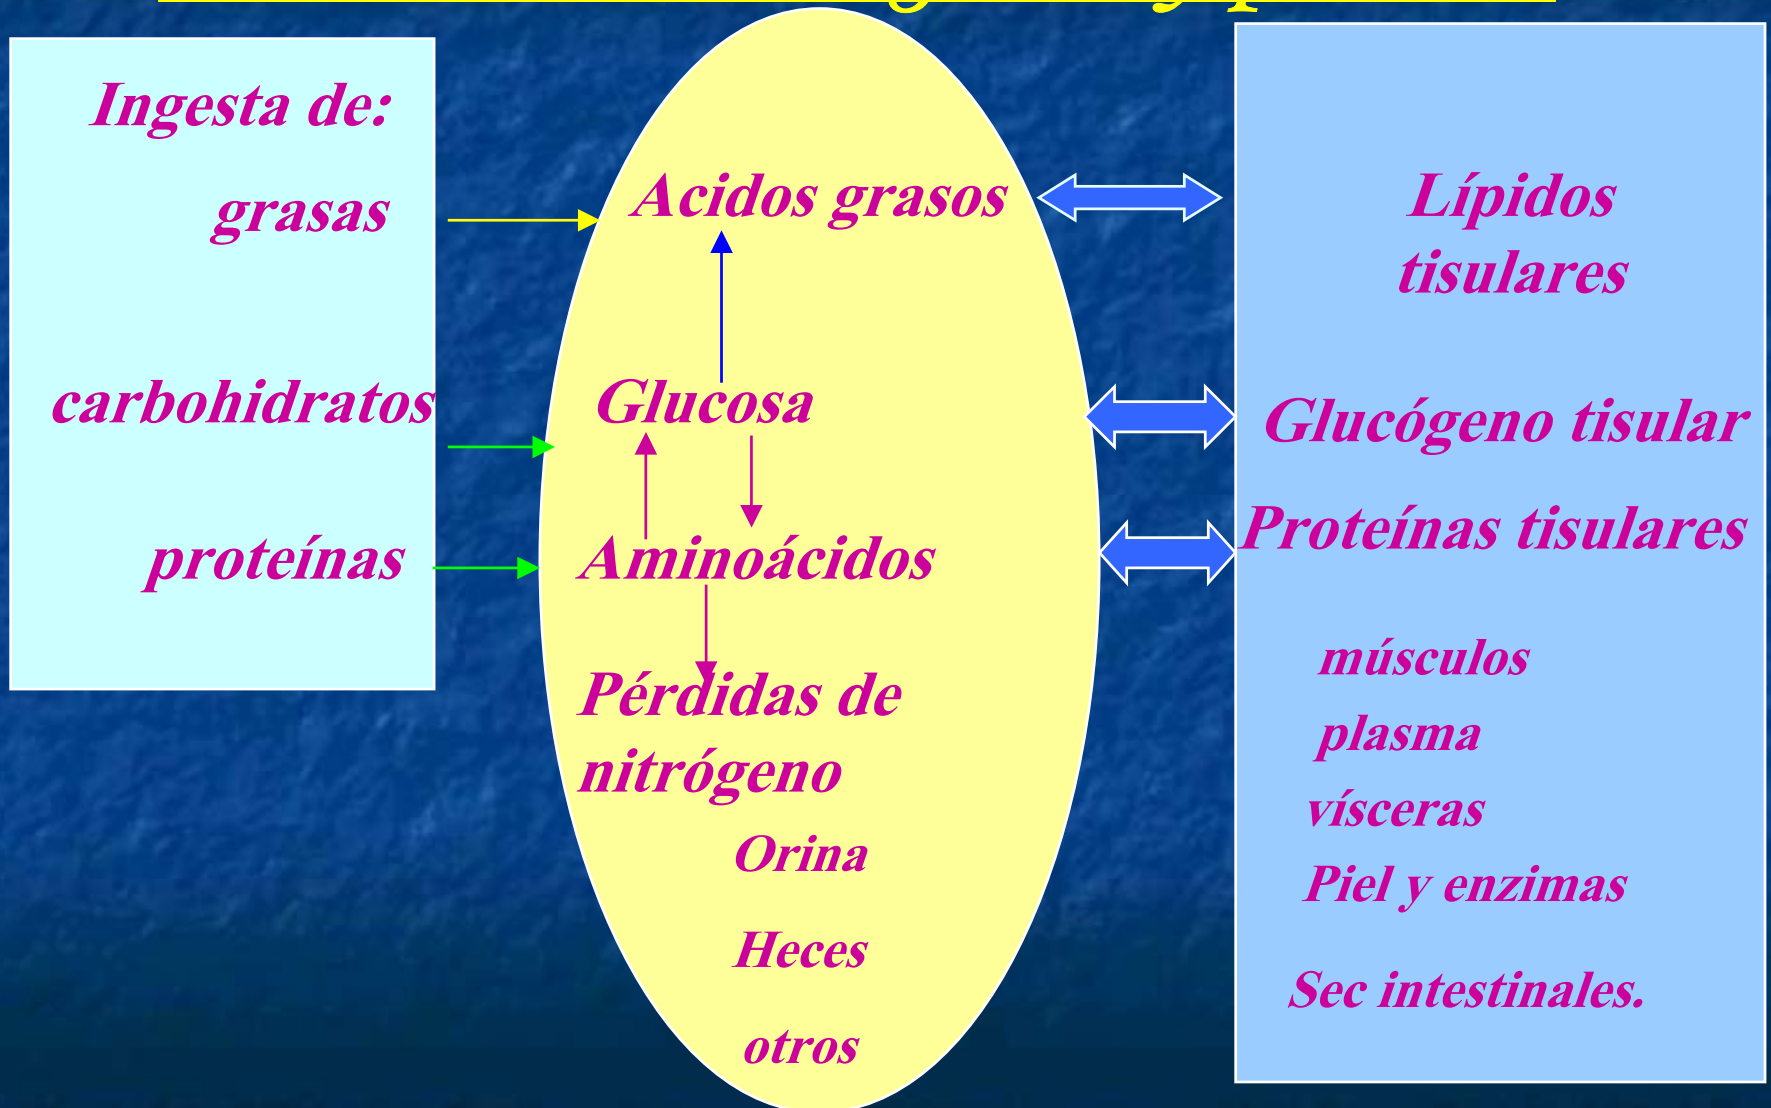 Ingesta de:
grasas
carbohidratos
proteínas
Acidos grasos
Glucosa
Aminoácidos
Pérdidas de
nitrógeno
Orina
Heces
otros
Lípidos
tisulares
Glucógeno tisular
Proteínas tisulares
músculos
plasma
vísceras
Piel y enzimas
Sec intestinales.